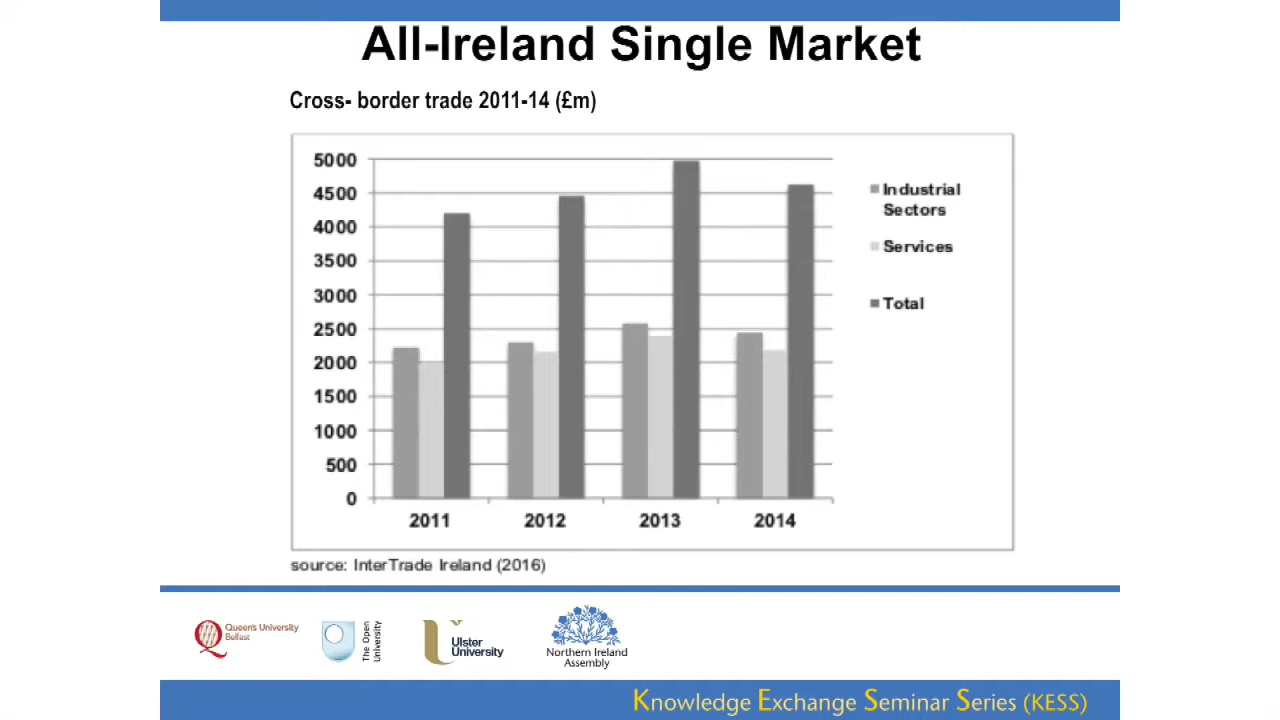 All-Ireland Single Market
Cross- border trade 2011-14 (£m)
5000
4500
4000
3500
3000
2500
2000
1500
1000
500
0
2011 2012 2013 2014
Industrial
Sectors
Services
Total
source: InterTrade Ireland (2016)
Queen's University
Belfast
The Open
University
Ulster
University
Northern Ireland
Assembly
Knowledge Exchange Seminar Series (KESS)